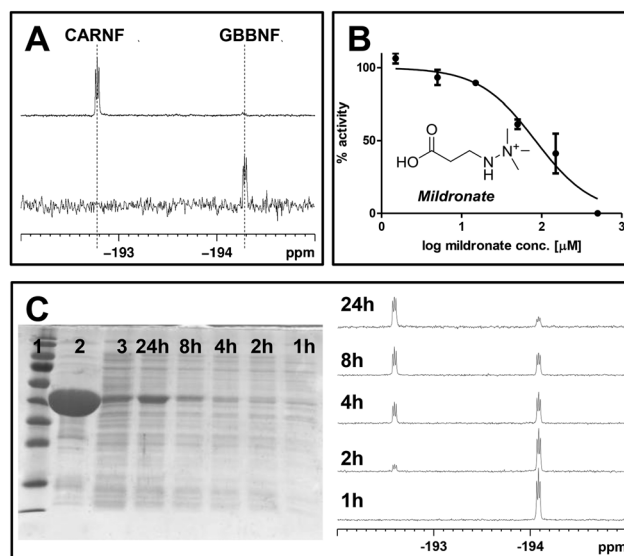 A
CARNF
GBBNF
−193
−194
ppm
B
100
50
0
% activity
O
HO
N
H
N
+
Mildronate
0
1
2
3
log mildronate conc. [μM]
C
1 2 3 24h 8h 4h 2h 1h
24h
8h
4h
2h
1h
-193
-194
ppm